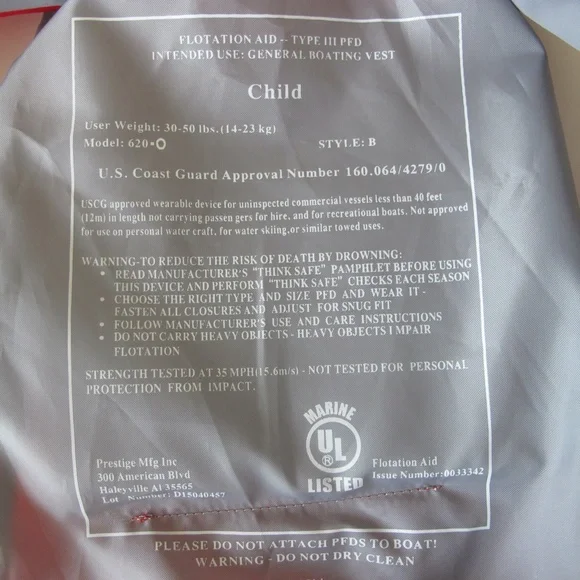 FLOTATION AID -- TYPE III PFD
INTENDED USE: GENERAL BOATING VEST
Child
User Weight: 30-50 lbs. (14-23 kg)
Model: 620-O
STYLE: B
U.S. Coast Guard Approval Number 160.064/4279/0
USCG approved wearable device for uninspected commercial vessels less than 40 feet
(12m) in length not carrying passen gers for hire, and for recreational boats. Not approved
for use on personal water craft, for water skiing,or similar towed uses.
WARNING-TO REDUCE THE RISK OF DEATH BY DROWNING:
• READ MANUFACTURER'S "THINK SAFE" PAMPHLET BEFORE USING
THIS DEVICE AND PERFORM "THINK SAFE" CHECKS EACH SEASON
• CHOOSE THE RIGHT TYPE AND SIZE PFD AND WEAR IT -
FASTEN ALL CLOSURES AND ADJUST FOR SNUG FIT
• FOLLOW MANUFACTURER'S USE AND CARE INSTRUCTIONS
• DO NOT CARRY HEAVY OBJECTS - HEAVY OBJECTS I MPAIR
FLOTATION
STRENGTH TESTED AT 35 MPH(15.6m/s) - NOT TESTED FOR PERSONAL
PROTECTION FROM IMPACT.
MARINE
UL
®
LISTED
Prestige Mfg Inc
300 American Blvd
Haleyville Al 35565
Lot Number: D15040457
Flotation Aid
Issue Number:0033342
PLEASE DO NOT ATTACH PFDS TO BOAT!
WARNING - DO NOT DRY CLEAN